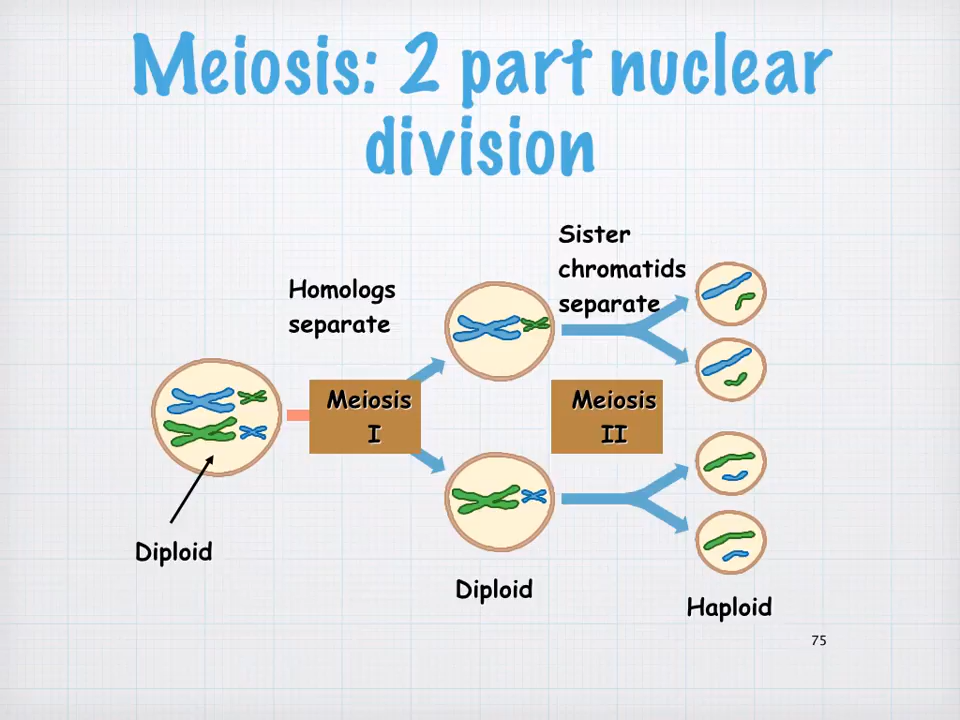 Meiosis: 2 part nuclear
division
Sister
chromatids
separate
Homologs
separate
Meiosis
I
Meiosis
II
Diploid
Diploid
Haploid
75